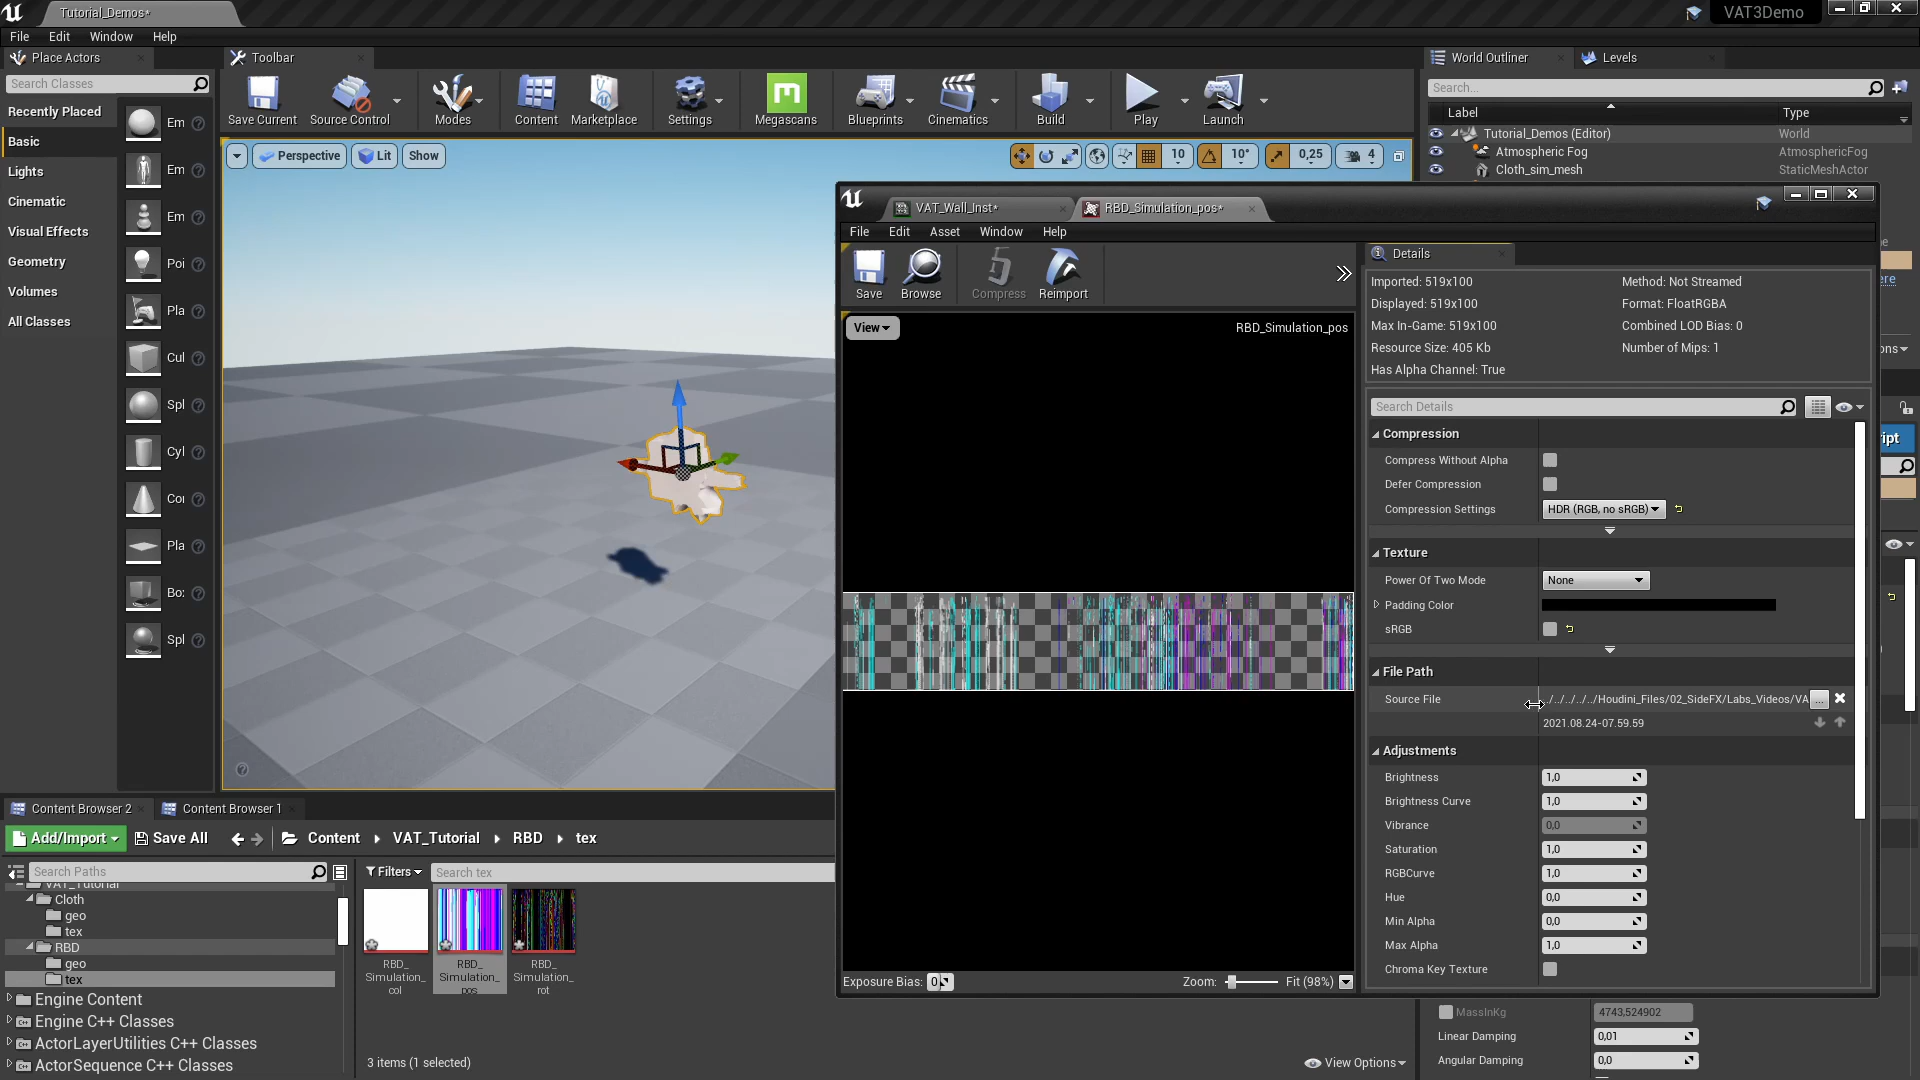 Tutorial_Demos*
VAT3Demo
File Edit Window Help
Place Actors
Toolbar
World Outliner
Levels
Search Classes
Save Current
Source Control
Modes
Content
Marketplace
Settings
Megascans
Blueprints
Cinematics
Build
Play
Launch
Search...
Label
Type
Recently Placed
Basic
Lights
Cinematic
Visual Effects
Geometry
Volumes
All Classes
Em
Em
Em
Poi
Pla
Cul
Spl
Cyl
Cor
Pla
Bo:
Spl
Tutorial_Demos (Editor) World
Atmospheric Fog AtmosphericFog
Cloth_sim_mesh StaticMeshActor
Perspective
Lit
Show
10
10°
0,25
4
VAT_Wall_Inst*
RBD_Simulation_pos*
File Edit Asset Window Help
Save
Browse
Compress
Reimport
View
RBD_Simulation_pos
Exposure Bias: 0
Zoom:
Fit (98%)
Details
Imported: 519x100
Method: Not Streamed
Displayed: 519x100
Format: FloatRGBA
Max In-Game: 519x100
Combined LOD Bias: 0
Resource Size: 405 Kb
Number of Mips: 1
Has Alpha Channel: True
Search Details
Compression
Compress Without Alpha
Defer Compression
Compression Settings
HDR (RGB, no sRGB)
Texture
Power Of Two Mode
None
Padding Color
sRGB
File Path
Source File
./../../../../Houdini_Files/02_SideFX/Labs_Videos/VA
...
2021.08.24-07.59.59
Adjustments
Brightness 1,0
Brightness Curve 1,0
Vibrance 0,0
Saturation 1,0
RGBCurve 1,0
Hue 0,0
Min Alpha 0,0
Max Alpha 1,0
Chroma Key Texture
ne
ere
ons
ipt
Content Browser 2
Content Browser 1
Add/Import
Save All
Content
VAT_Tutorial
RBD
tex
Search Paths
Filters
Search tex
VAT_Tutorial
Cloth
geo
tex
RBD
geo
tex
Engine Content
Engine C++ Classes
ActorLayerUtilities C++ Classes
ActorSequence C++ Classes
RBD_
Simulation_
col
RBD_
Simulation_
pos
RBD_
Simulation_
rot
3 items (1 selected)
View Options
MassInKg 4743,524902
Linear Damping 0,01
Angular Damping 0,0